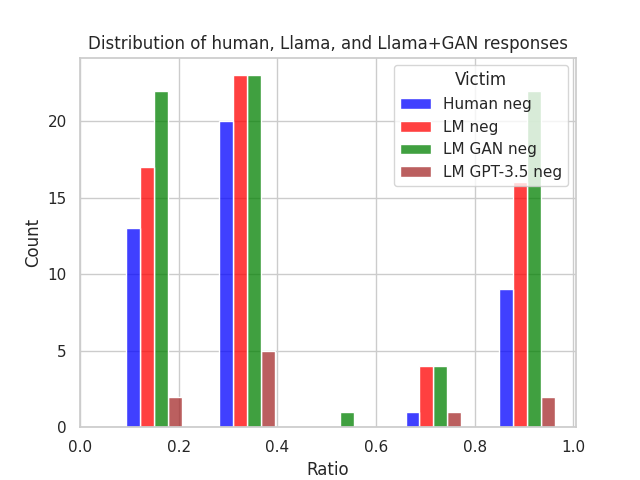 Distribution of human, Llama, and Llama+GAN responses
Victim
Human neg
LM neg
LM GAN neg
LM GPT-3.5 neg
Count
20
15
10
5
0
0.0 0.2 0.4 0.6 0.8 1.0
Ratio